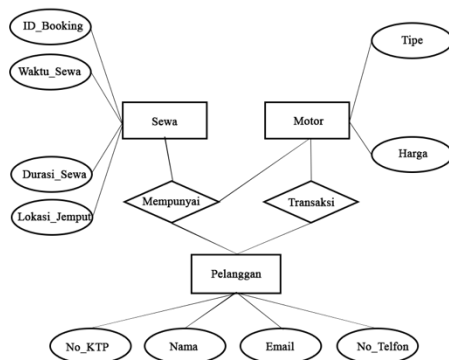 ID_Booking
Tipe
Waktu_Sewa
Sewa
Motor
Harga
Durasi_Sewa
Mempunyai
Transaksi
Lokasi_Jemput
Pelanggan
No_KTP
Nama
Email
No_Telfon